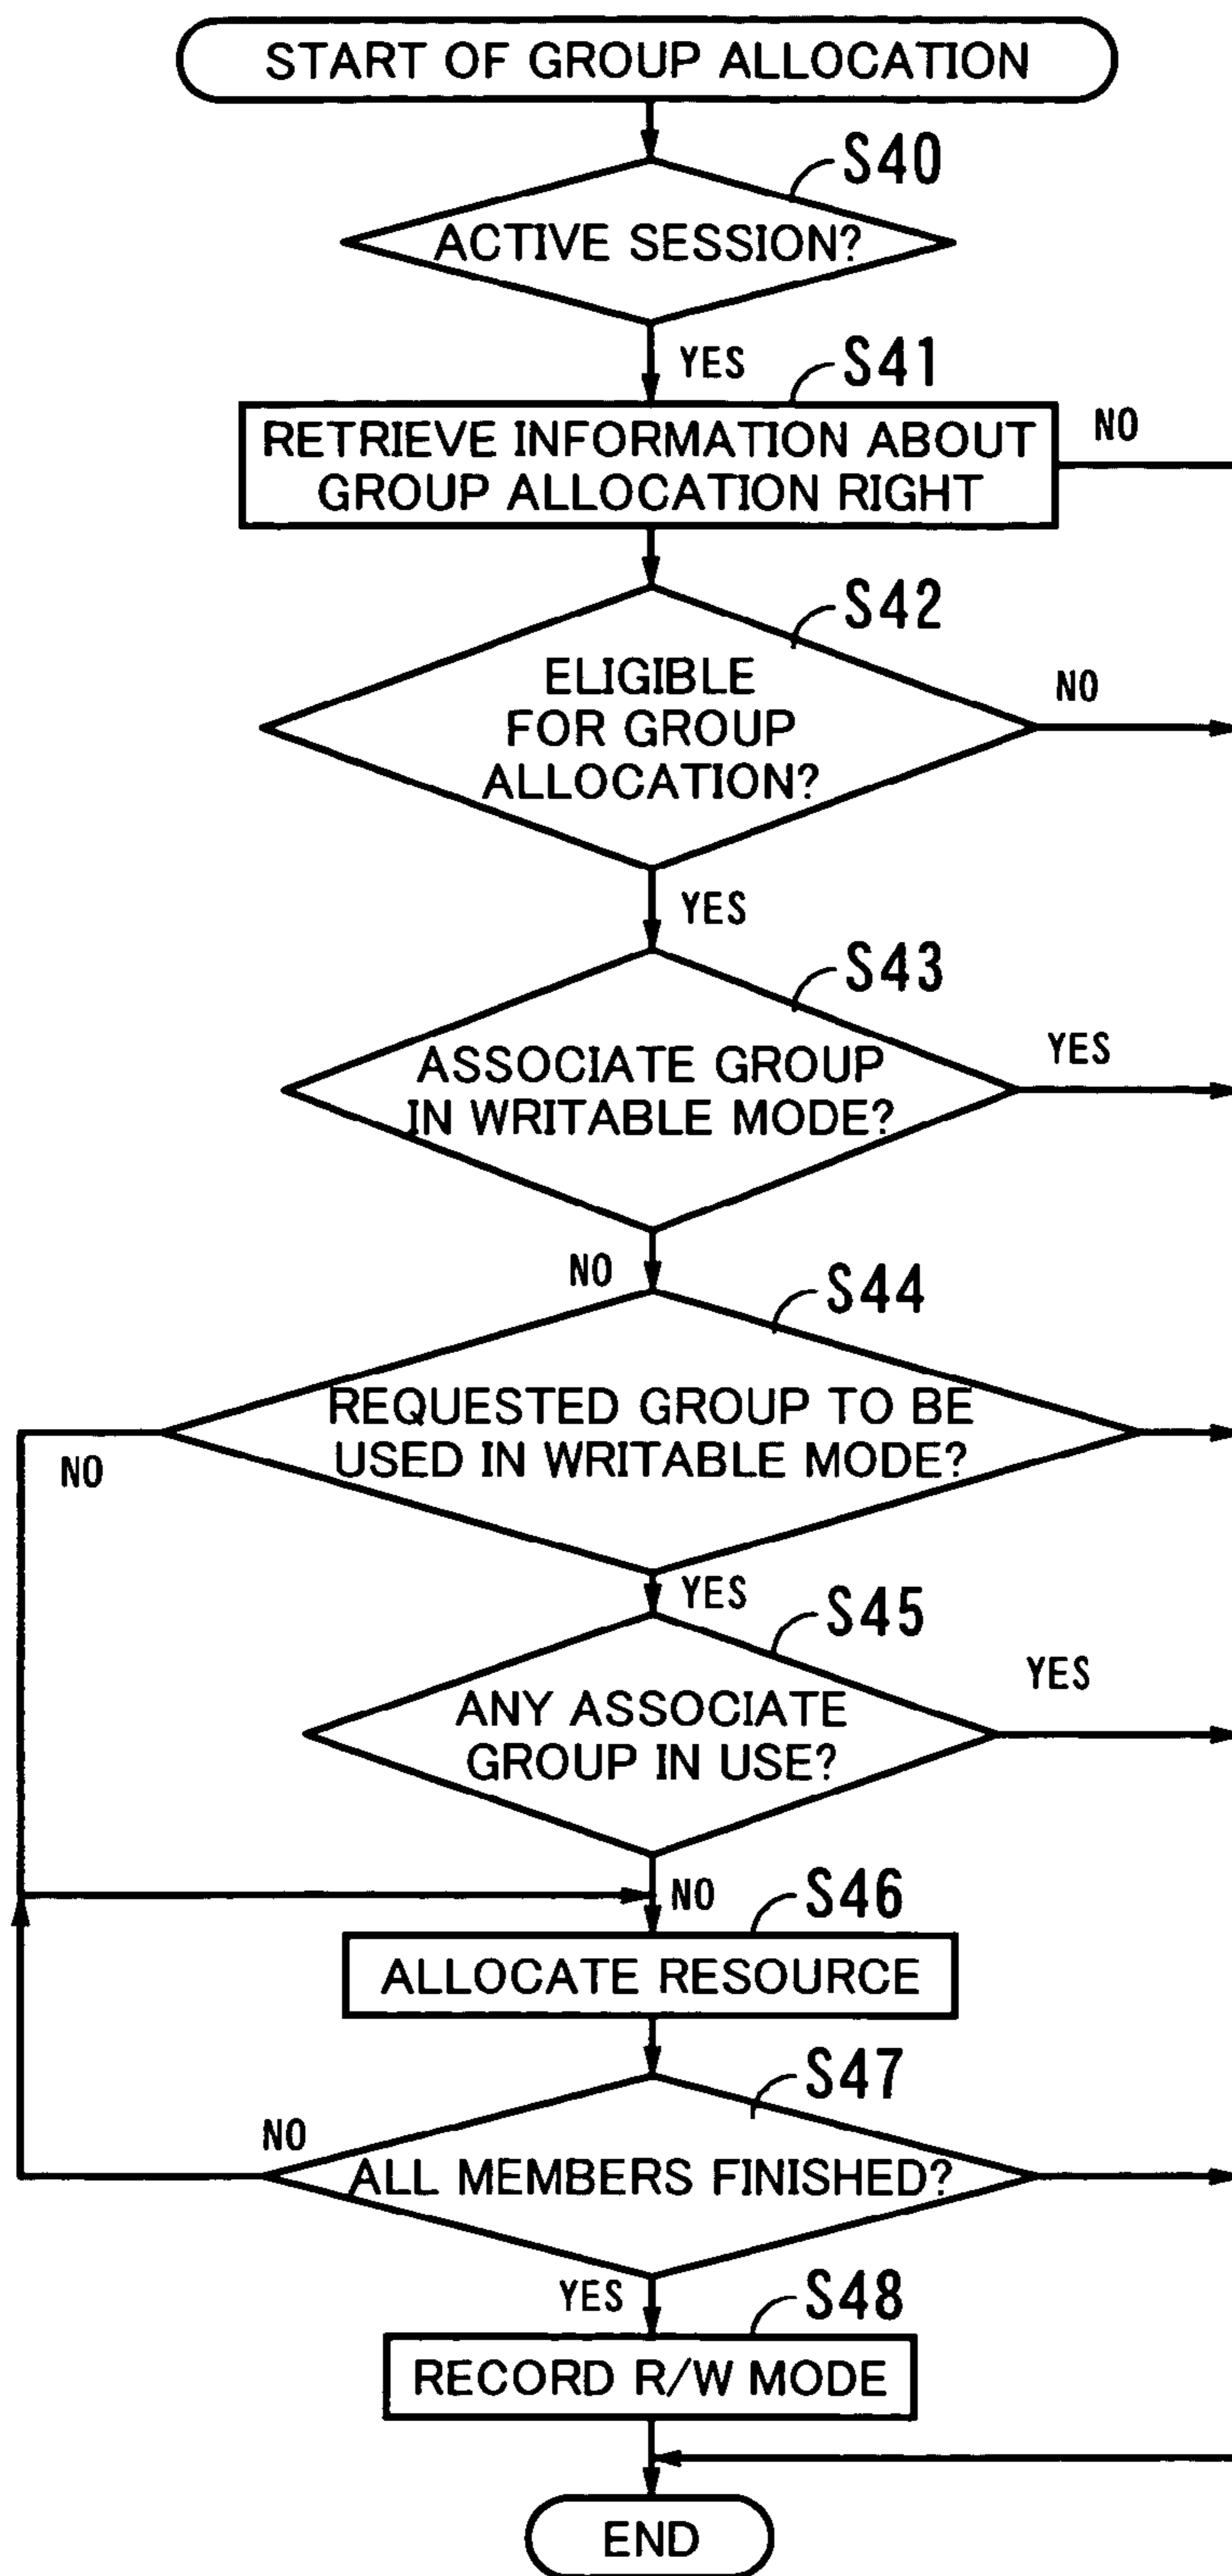 START OF GROUP ALLOCATION
S40
ACTIVE SESSION?
YES
S41
RETRIEVE INFORMATION ABOUT
GROUP ALLOCATION RIGHT
NO
S42
ELIGIBLE
FOR GROUP
ALLOCATION?
NO
YES
S43
ASSOCIATE GROUP
IN WRITABLE MODE?
YES
NO
S44
REQUESTED GROUP TO BE
USED IN WRITABLE MODE?
NO
YES
S45
ANY ASSOCIATE
GROUP IN USE?
YES
NO
S46
ALLOCATE RESOURCE
S47
NO
ALL MEMBERS FINISHED?
YES
S48
RECORD R/W MODE
END